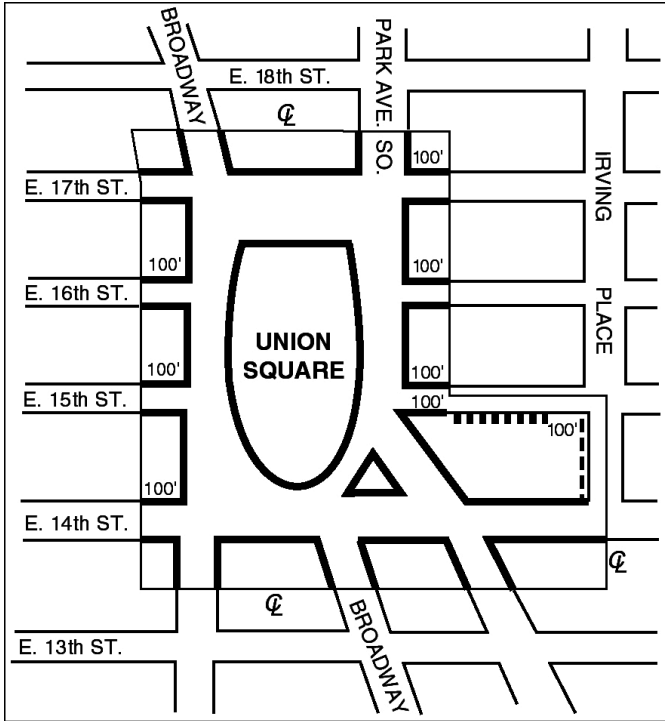 BROADWAY
PARK AVE. SO.
E. 18th ST.
℄
100'
IRVING PLACE
E. 17th ST.
100'
100'
E. 16th ST.
UNION
SQUARE
100'
100'
E. 15th ST.
100'
100'
100'
E. 14th ST.
℄
℄
BROADWAY
E. 13th ST.